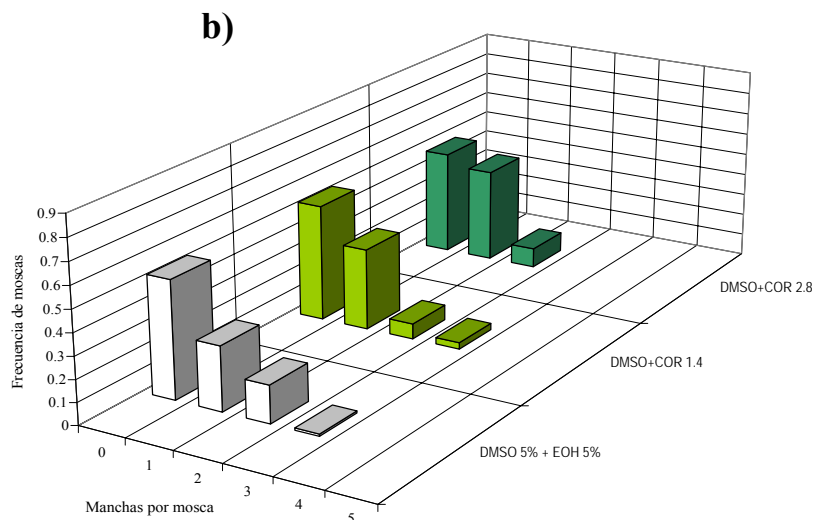 b)
Frecuencia de moscas
0.9
0.8
0.7
0.6
0.5
0.4
0.3
0.2
0.1
0
0
1
2
3
4
5
Manchas por mosca
DMSO+COR 2.8
DMSO+COR 1.4
DMSO 5% + EOH 5%